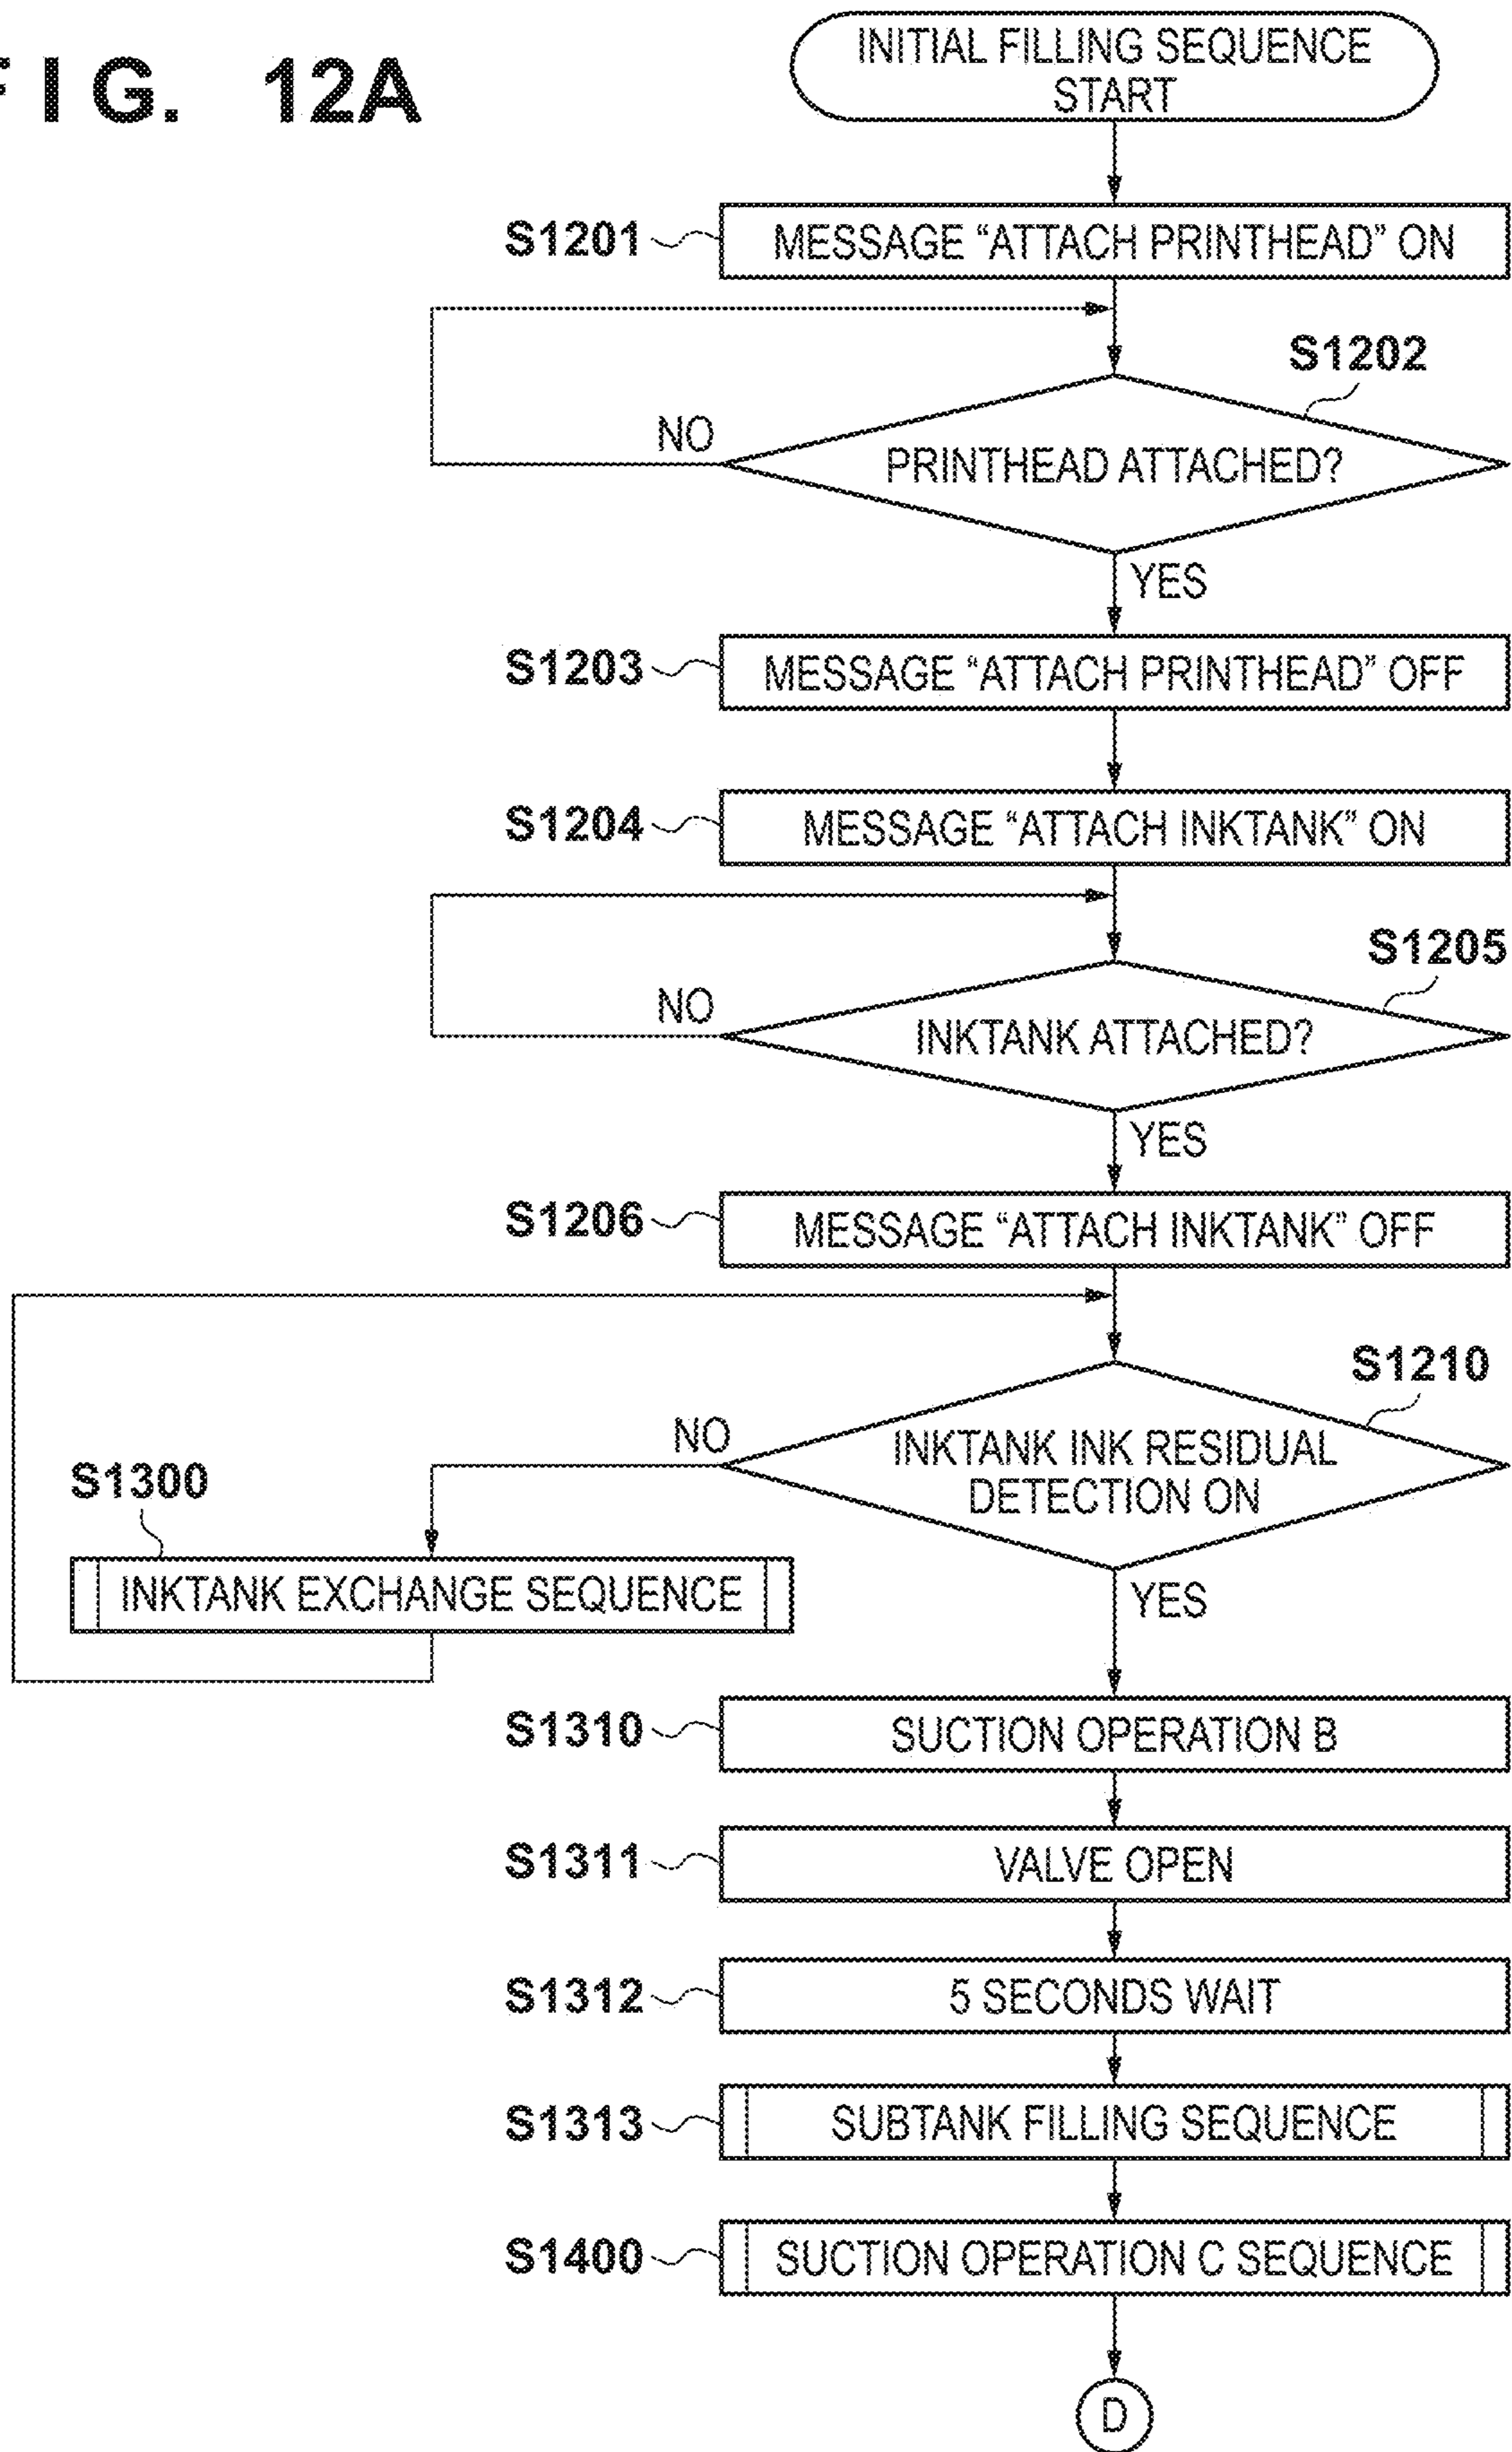 FIG. 12A
INITIAL FILLING SEQUENCE
START
S1201
MESSAGE “ATTACH PRINTHEAD” ON
S1202
NO
PRINTHEAD ATTACHED?
YES
S1203
MESSAGE “ATTACH PRINTHEAD” OFF
S1204
MESSAGE “ATTACH INKTANK” ON
S1205
NO
INKTANK ATTACHED?
YES
S1206
MESSAGE “ATTACH INKTANK” OFF
S1210
NO
INKTANK INK RESIDUAL
DETECTION ON
S1300
INKTANK EXCHANGE SEQUENCE
YES
S1310
SUCTION OPERATION B
S1311
VALVE OPEN
S1312
5 SECONDS WAIT
S1313
SUBTANK FILLING SEQUENCE
S1400
SUCTION OPERATION C SEQUENCE
D